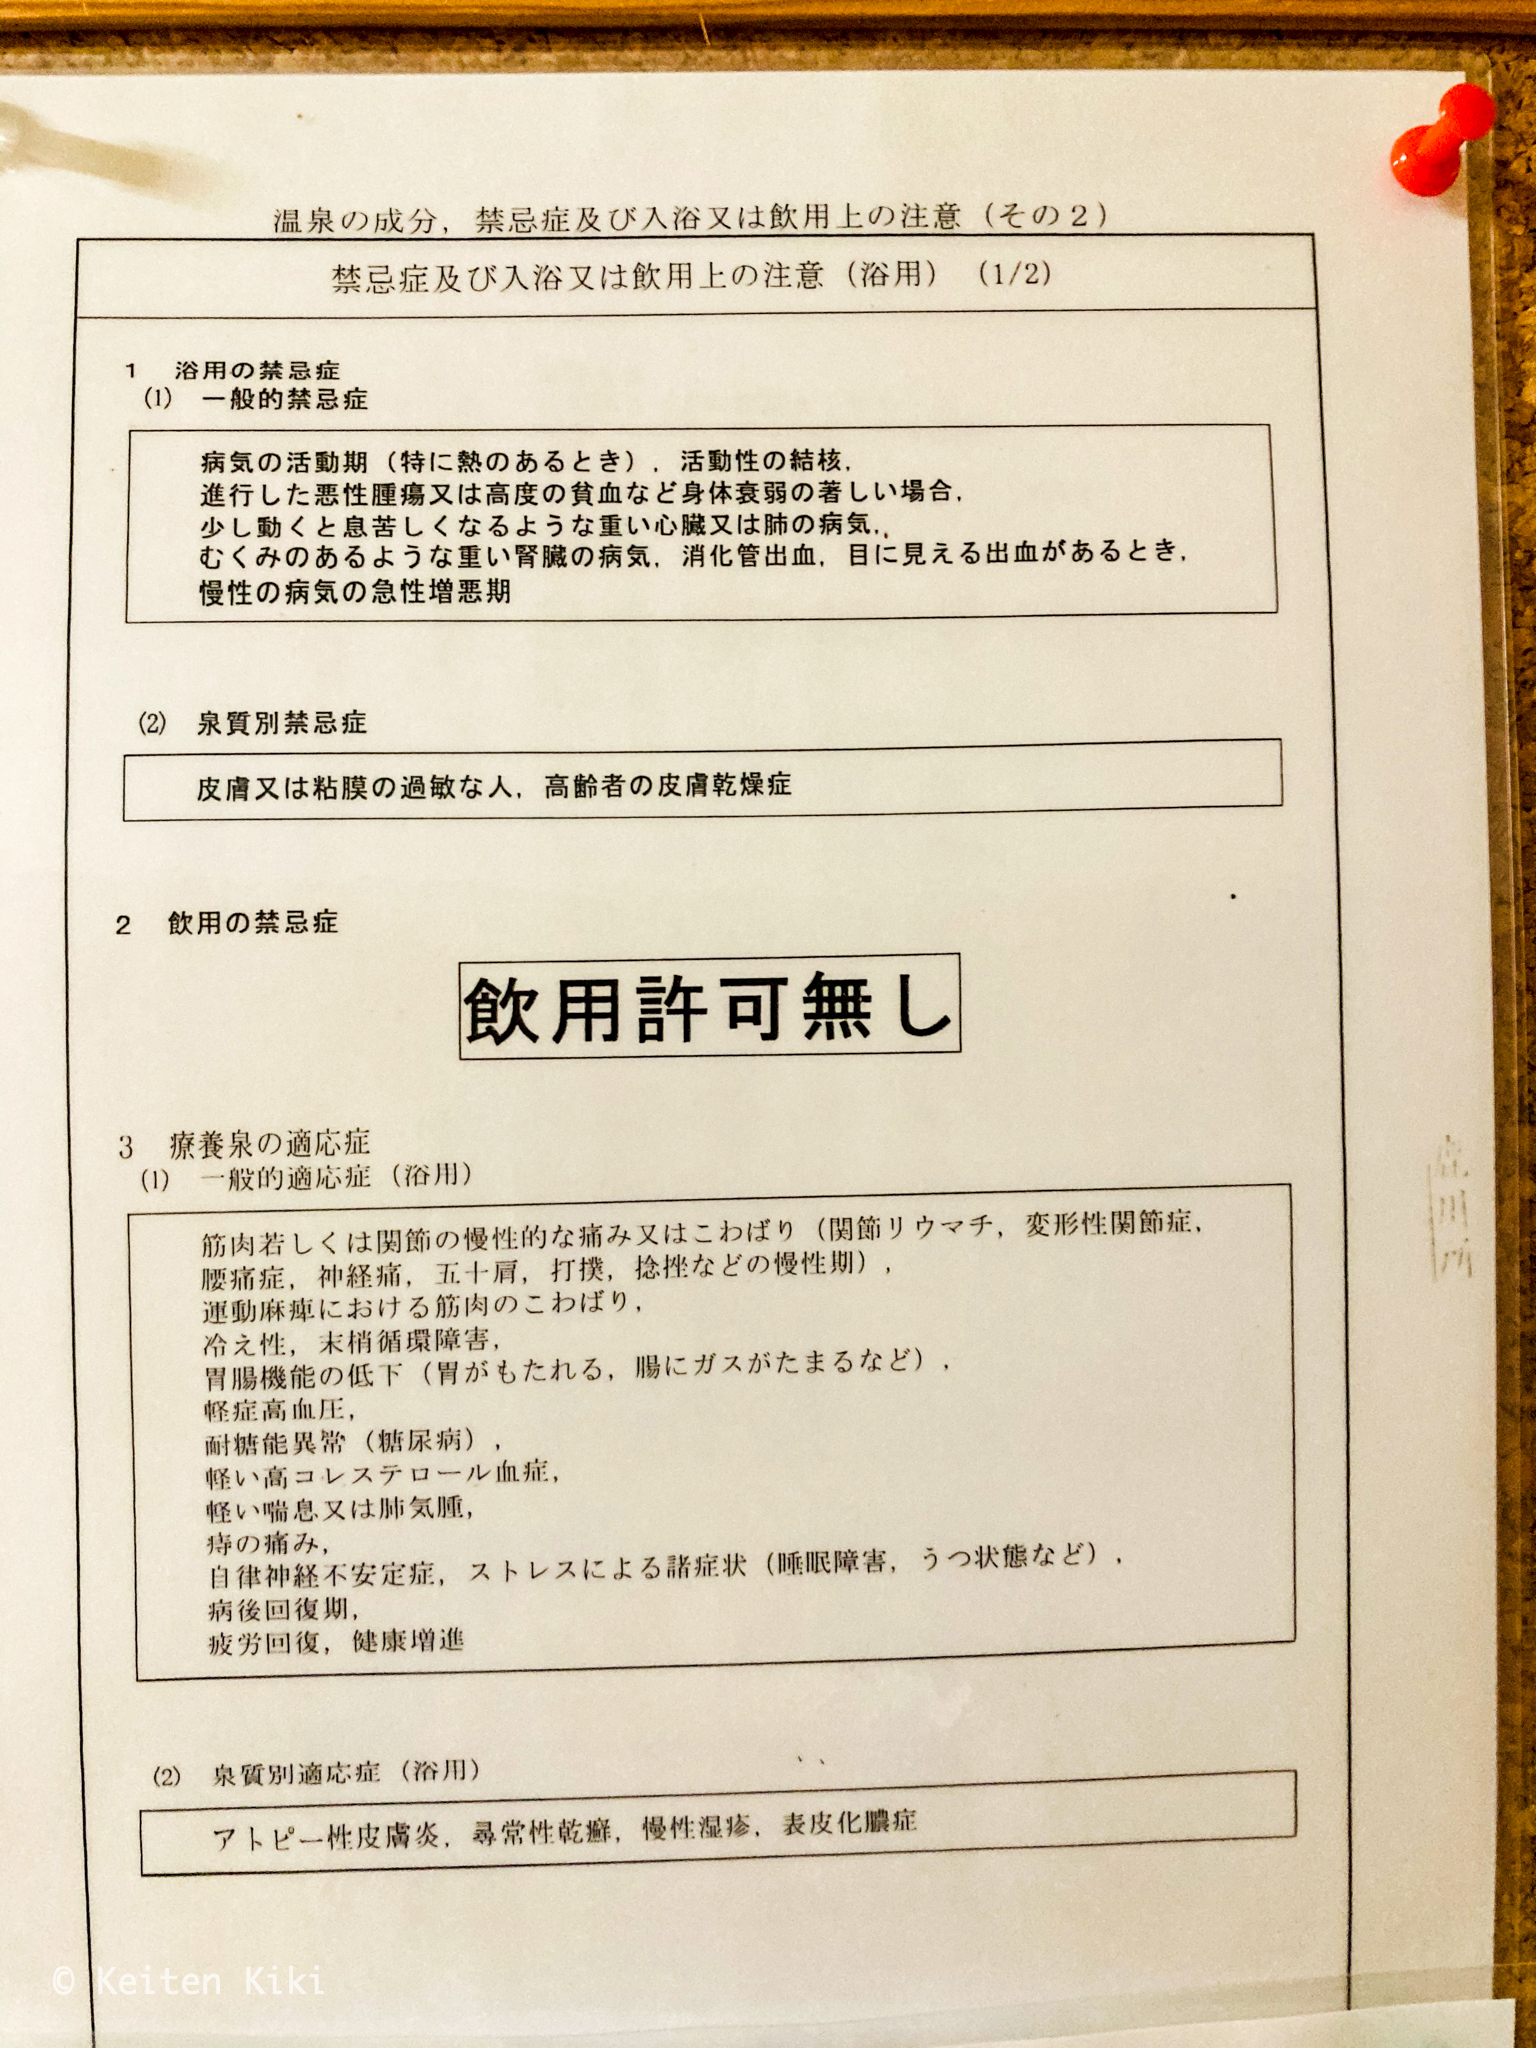 温泉の成分，禁忌症及び入浴又は飲用上の注意（その２）
禁忌症及び入浴又は飲用上の注意（浴用）（1/2）
1　浴用の禁忌症
⑴　一般的禁忌症
病気の活動期（特に熱のあるとき），活動性の結核，
進行した悪性腫瘍又は高度の貧血など身体衰弱の著しい場合，
少し動くと息苦しくなるような重い心臓又は肺の病気，
むくみのあるような重い腎臓の病気，消化管出血，目に見える出血があるとき，
慢性の病気の急性増悪期
⑵　泉質別禁忌症
皮膚又は粘膜の過敏な人，高齢者の皮膚乾燥症
2　飲用の禁忌症
飲用許可無し
3　療養泉の適応症
⑴　一般的適応症（浴用）
筋肉若しくは関節の慢性的な痛み又はこわばり（関節リウマチ，変形性関節症，
腰痛症，神経痛，五十肩，打撲，捻挫などの慢性期），
運動麻痺における筋肉のこわばり，
冷え性，末梢循環障害，
胃腸機能の低下（胃がもたれる，腸にガスがたまるなど），
軽症高血圧，
耐糖能異常（糖尿病），
軽い高コレステロール血症，
軽い喘息又は肺気腫，
痔の痛み，
自律神経不安定症，ストレスによる諸症状（睡眠障害，うつ状態など），
病後回復期，
疲労回復，健康増進
⑵　泉質別適応症（浴用）
アトピー性皮膚炎，尋常性乾癬，慢性湿疹，表皮化膿症
© Keiten Kiki